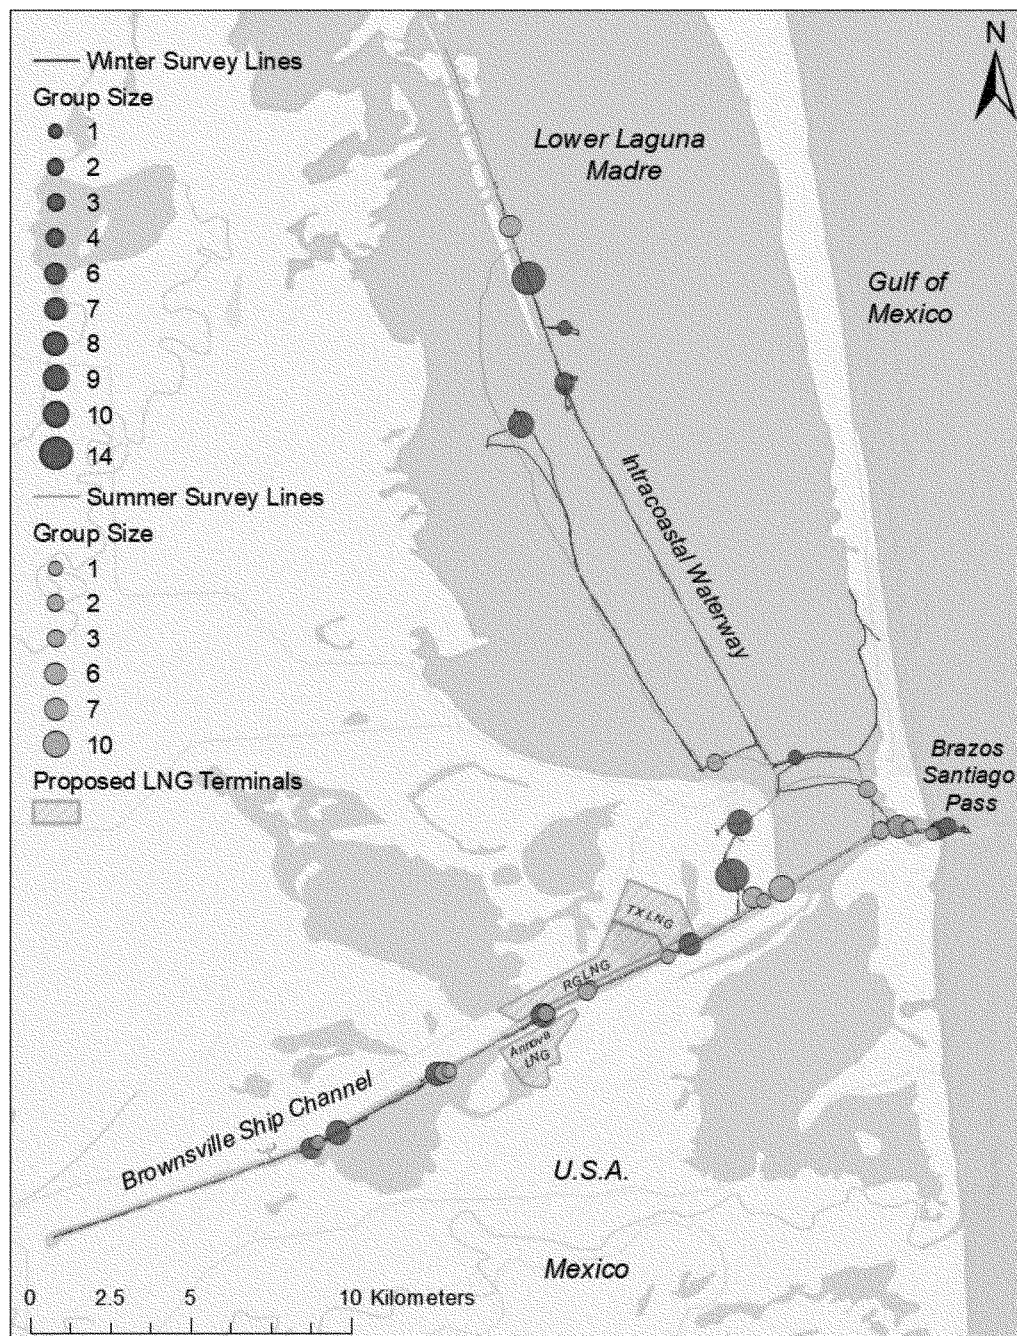 N
Winter Survey Lines
Group Size
1
2
3
4
6
7
8
9
10
14
Summer Survey Lines
Group Size
1
2
3
6
7
10
Proposed LNG Terminals
Lower Laguna
Madre
Gulf of
Mexico
Intracoastal Waterway
Brazos
Santiago
Pass
TX LNG
RG LNG
Annova
LNG
Brownsville Ship Channel
U.S.A.
Mexico
0 2.5 5 10 Kilometers